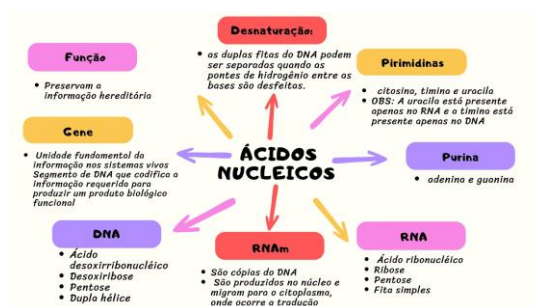 Desnaturação:
as duplas fitas do DNA podem
ser separadas quando as
pontes de hidrogênio entre as
bases são desfeitas.
Função
Preservam a
informação hereditária
Pirimidinas
citosina, timina e uracila
OBS: A uracila está presente
apenas no RNA e a timina está
presente apenas no DNA
Gene
Unidade fundamental da
informação nos sistemas vivos
Segmento de DNA que codifica a
informação requerida para
produzir um produto biológico
funcional
ÁCIDOS
NUCLEICOS
Purina
adenina e guanina
DNA
Ácido
desoxirribonucléico
Desoxiribose
Pentose
Dupla hélice
RNAm
São cópias do DNA
São produzidos no núcleo e
migram para o citoplasma,
onde ocorre a tradução
RNA
Ácido ribonucléico
Ribose
Pentose
Fita simples